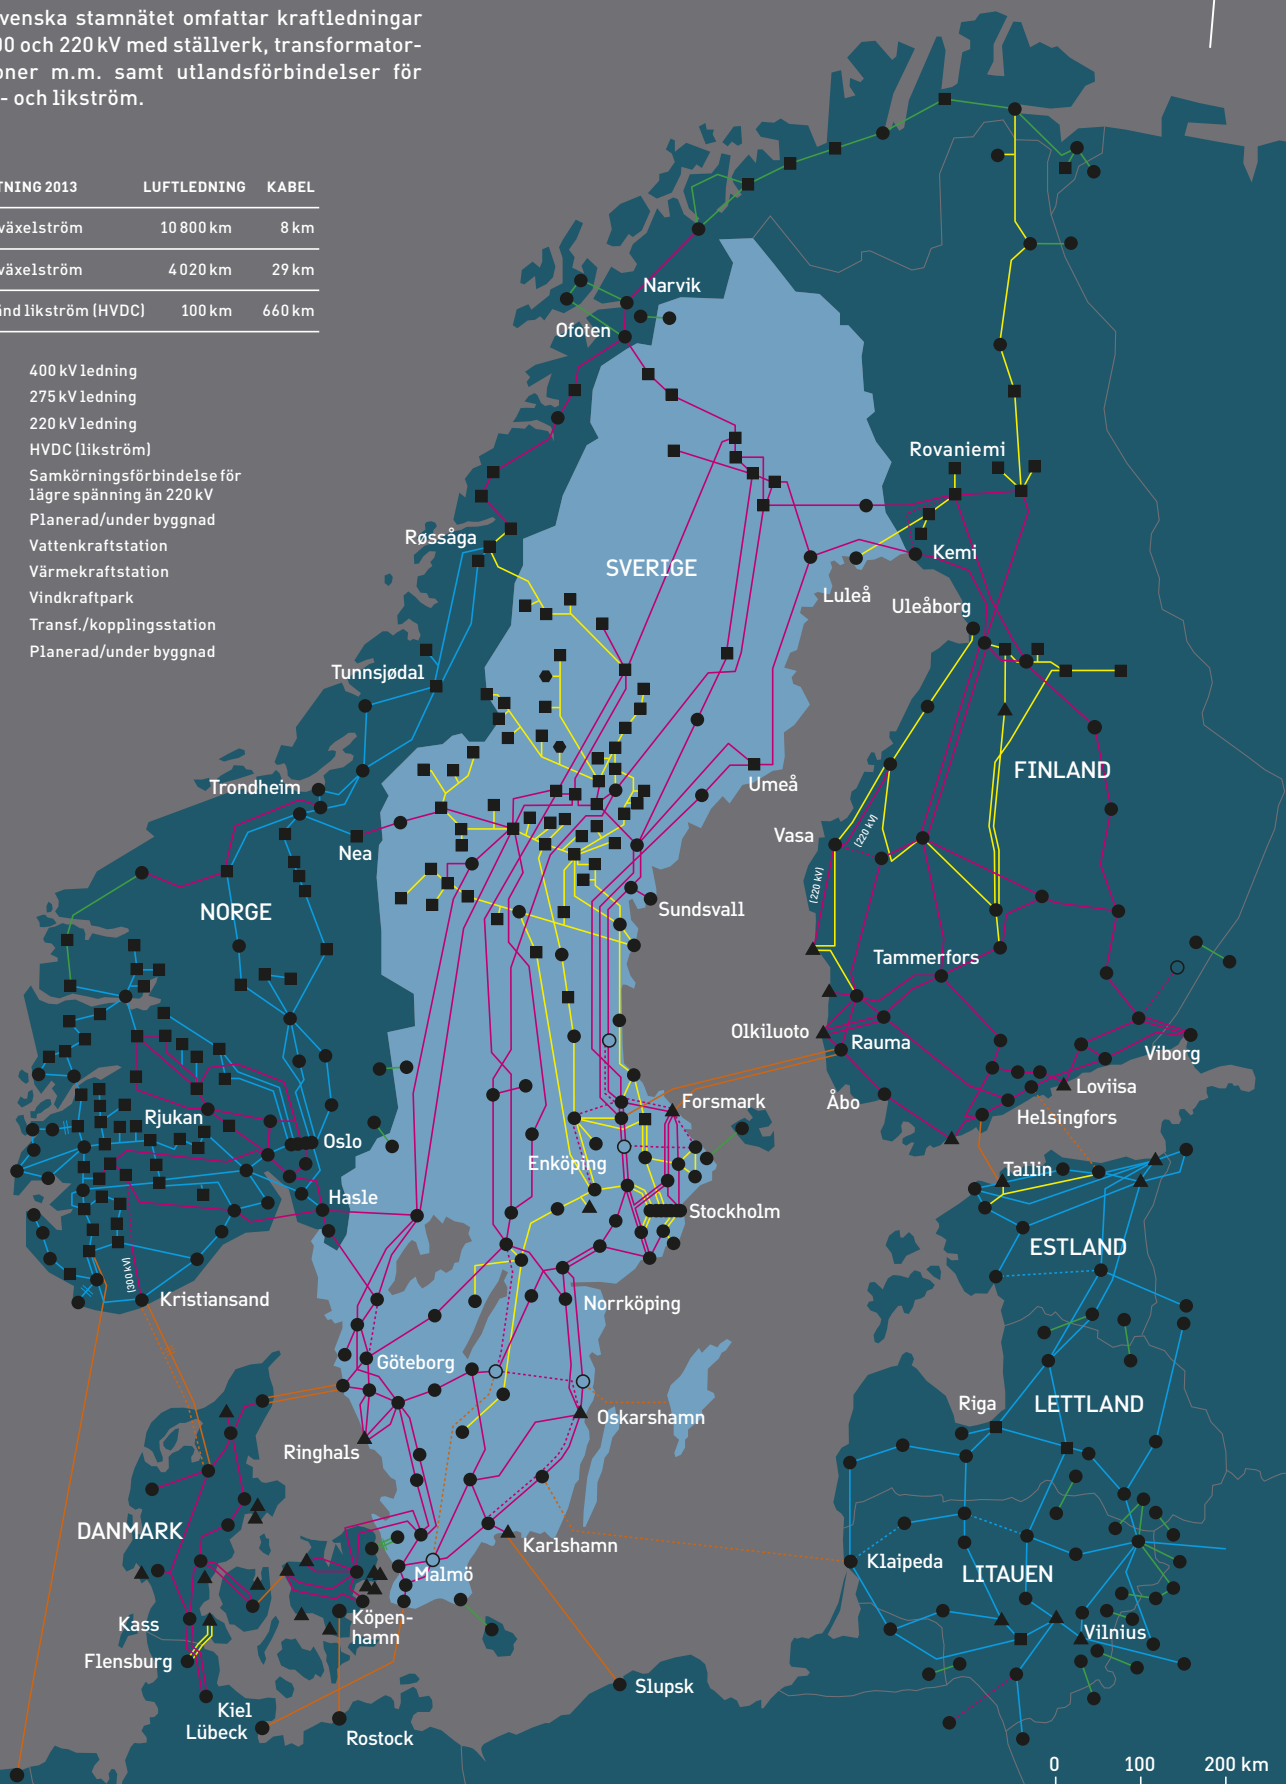 venska stamnätet omfattar kraftledningar
00 och 220 kV med ställverk, transformator-
oner m.m. samt utlandsförbindelser för
- och likström.
TNING 2013 LUFTLEDNING KABEL
växelström 10 800 km 8 km
växelström 4 020 km 29 km
änd likström (HVDC) 100 km 660 km
400 kV ledning
275 kV ledning
220 kV ledning
HVDC (likström)
Samkörningsförbindelse för
lägre spänning än 220 kV
Planerad/under byggnad
Vattenkraftstation
Värmekraftstation
Vindkraftpark
Transf./kopplingsstation
Planerad/under byggnad
Narvik
Ofoten
Rovaniemi
Røssåga
SVERIGE
Kemi
Luleå
Uleåborg
Tunnsjødal
FINLAND
Trondheim
Umeå
Vasa
(220 kV)
Nea
(220 kV)
NORGE
Sundsvall
Tammerfors
Olkiluoto
Rauma
Viborg
Loviisa
Åbo
Forsmark
Rjukan
Helsingfors
Oslo
Enköping
Tallin
Hasle
Stockholm
ESTLAND
(300 kV)
Kristiansand
Norrköping
Göteborg
Riga
LETTLAND
Oskarshamn
Ringhals
DANMARK
Karlshamn
Klaipeda
Malmö
LITAUEN
Kass
Köpen-
hamn
Vilnius
Flensburg
Slupsk
Kiel
Lübeck
Rostock
0 100 200 km